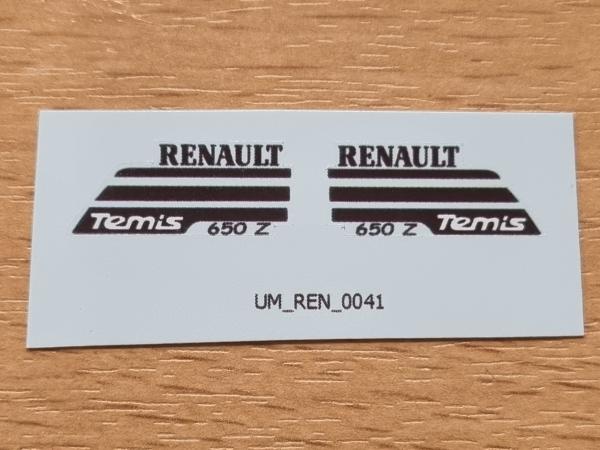 RENAULT
Temis 650 Z
RENAULT
650 Z Temis
UM_REN_0041